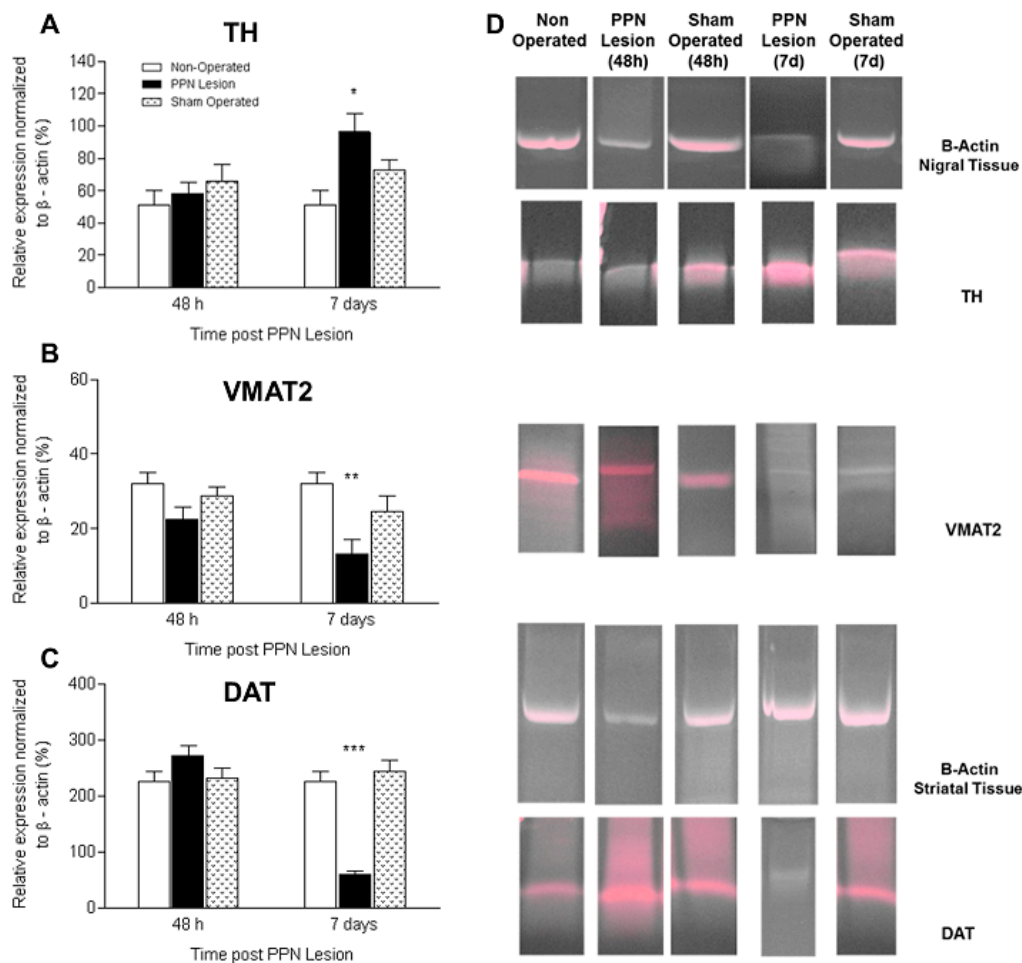 A
TH
Relative expression normalized
to β - actin (%)
140
120
100
80
60
40
20
0
Non-Operated
PPN Lesion
Sham Operated
*
48 h
7 days
Time post PPN Lesion
B
VMAT2
Relative expression normalized
to β - actin (%)
60
40
20
0
**
48 h
7 days
Time post PPN Lesion
C
DAT
Relative expression normalized
to β - actin (%)
400
300
200
100
0
***
48 h
7 days
Time post PPN Lesion
D
Non
Operated
PPN
Lesion
(48h)
Sham
Operated
(48h)
PPN
Lesion
(7d)
Sham
Operated
(7d)
B-Actin
Nigral Tissue
TH
VMAT2
B-Actin
Striatal Tissue
DAT